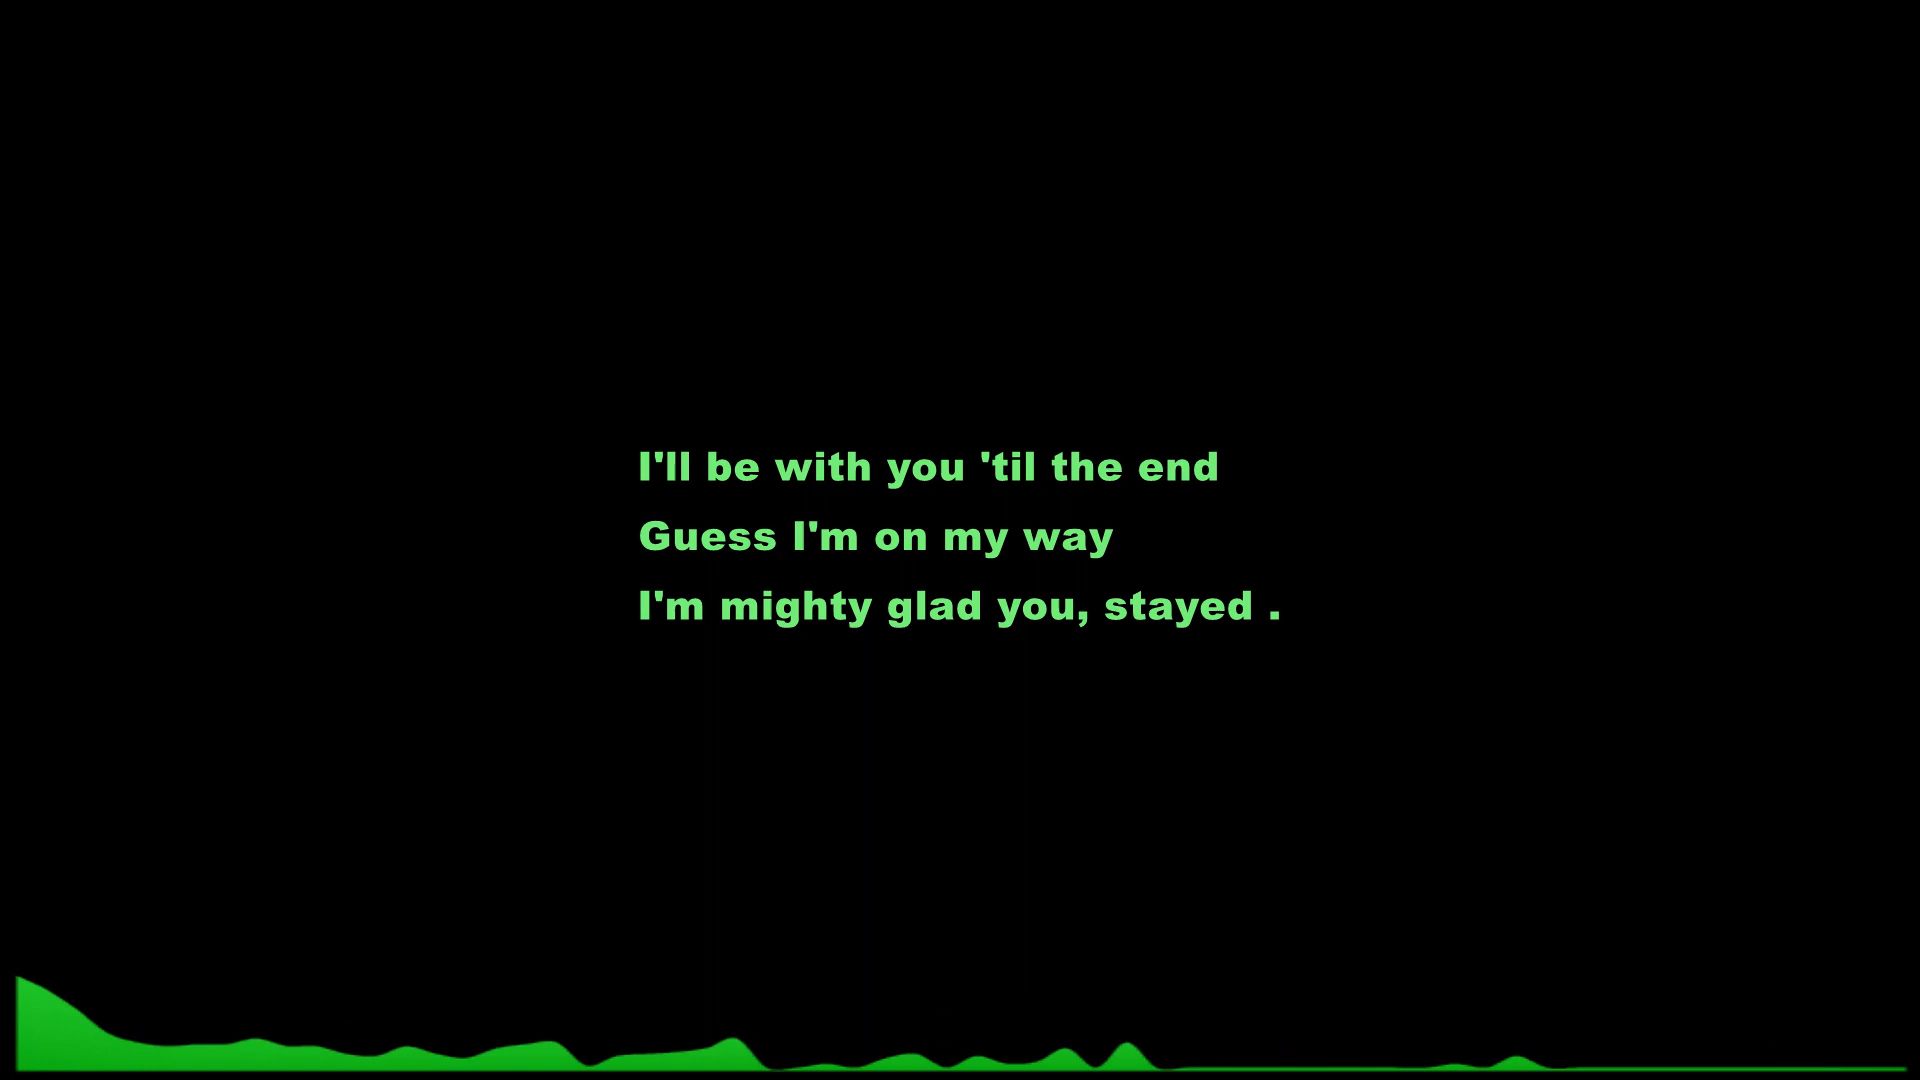 I'll be with you 'til the end
Guess I'm on my way
I'm mighty glad you, stayed .